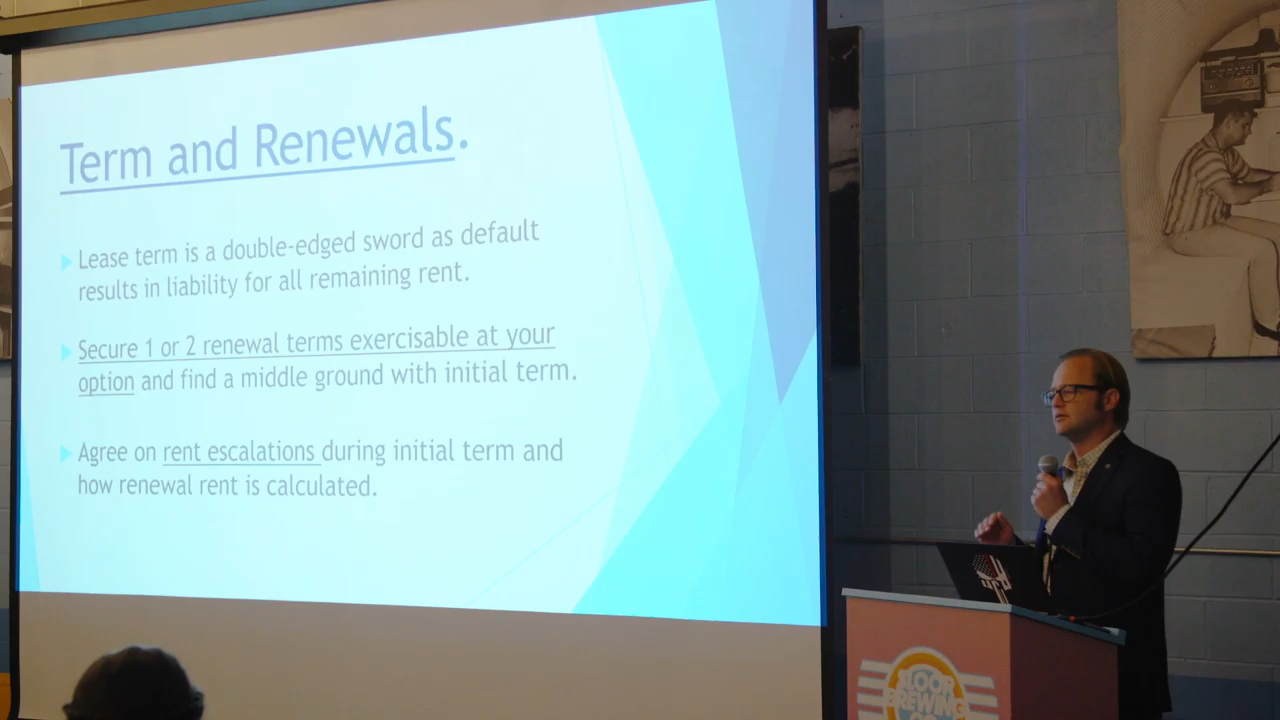 Term and Renewals.
Lease term is a double-edged sword as default
results in liability for all remaining rent.
Secure 1 or 2 renewal terms exercisable at your
option and find a middle ground with initial term.
Agree on rent escalations during initial term and
how renewal rent is calculated.
BREWING